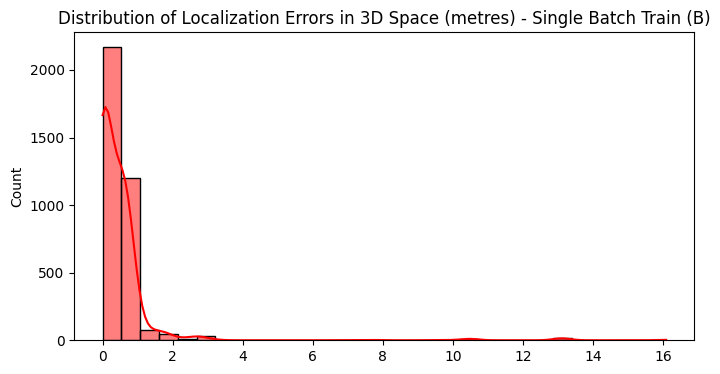 Distribution of Localization Errors in 3D Space (metres) - Single Batch Train (B)
2000
1500
1000
500
0
Count
0 2 4 6 8 10 12 14 16